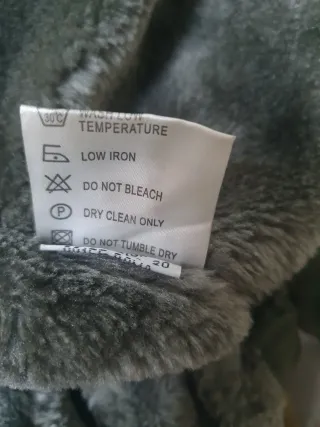 30°C WASH LOW
TEMPERATURE
LOW IRON
DO NOT BLEACH
P DRY CLEAN ONLY
DO NOT TUMBLE DRY